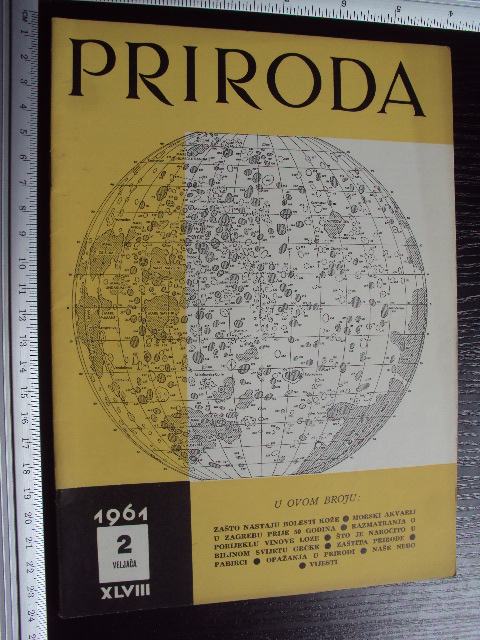 PRIRODA
1961
2
VELJAČA
XLVIII
U OVOM BROJU:
ZAŠTO NASTAJU BOLESTI KOŽE ● MORSKI AKVARIJ
U ZAGREBU PRIJE 50 GODINA ● RAZMATRANJA O
PORIJEKLU VINOVE LOZE ● ŠTO JE NAROČITO U
BILJNOM SVIJETU GRČKE ● ZAŠTITA PRIRODE ●
PABIRCI ● OPAŽANJA U PRIRODI ● NAŠE NEBO
● VIJESTI